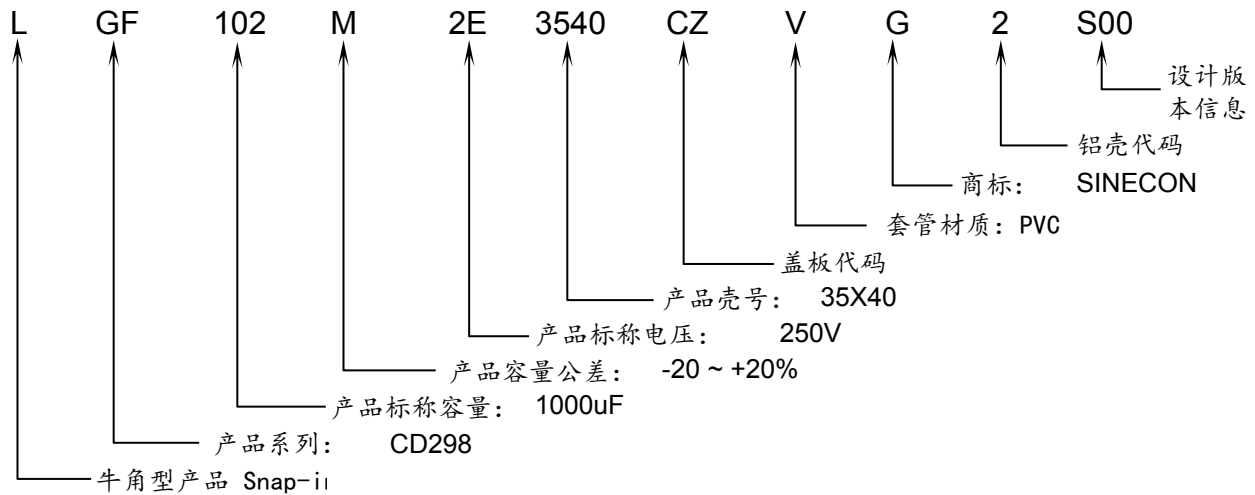 L GF 102 M 2E 3540 CZ V G 2 S00
设计版
本信息
铝壳代码
商标: SINECON
套管材质: PVC
盖板代码
产品壳号: 35X40
产品标称电压: 250V
产品容量公差: -20 ~ +20%
产品标称容量: 1000uF
产品系列: CD298
牛角型产品